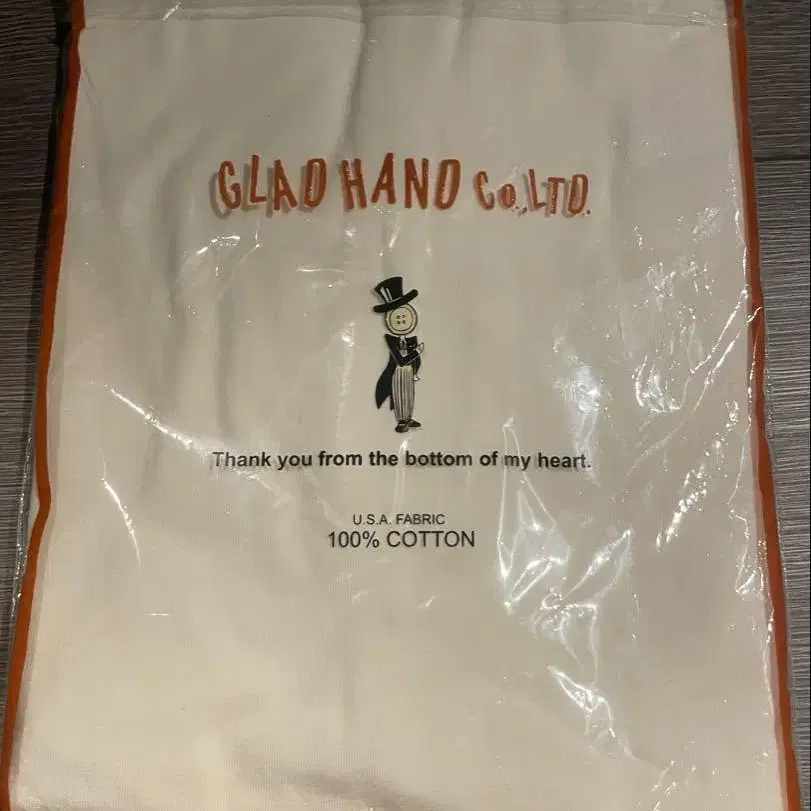 GLAD HAND Co.,LTD.
Thank you from the bottom of my heart.
U.S.A. FABRIC
100% COTTON